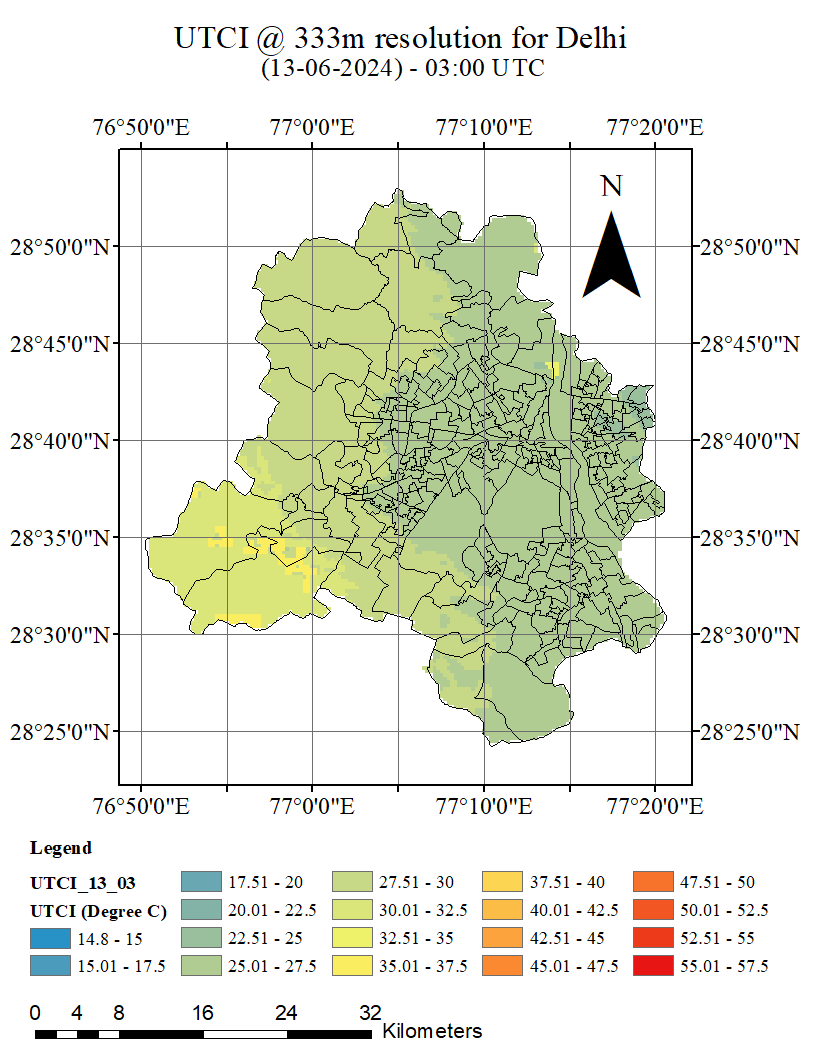 UTCI @ 333m resolution for Delhi
(13-06-2024) - 03:00 UTC
76°50'0"E 77°0'0"E 77°10'0"E 77°20'0"E
N
28°50'0"N 28°50'0"N
28°45'0"N 28°45'0"N
28°40'0"N 28°40'0"N
28°35'0"N 28°35'0"N
28°30'0"N 28°30'0"N
28°25'0"N 28°25'0"N
76°50'0"E 77°0'0"E 77°10'0"E 77°20'0"E
Legend
UTCI_13_03 17.51 - 20 27.51 - 30 37.51 - 40 47.51 - 50
UTCI (Degree C) 20.01 - 22.5 30.01 - 32.5 40.01 - 42.5 50.01 - 52.5
14.8 - 15 22.51 - 25 32.51 - 35 42.51 - 45 52.51 - 55
15.01 - 17.5 25.01 - 27.5 35.01 - 37.5 45.01 - 47.5 55.01 - 57.5
0 4 8 16 24 32
Kilometers